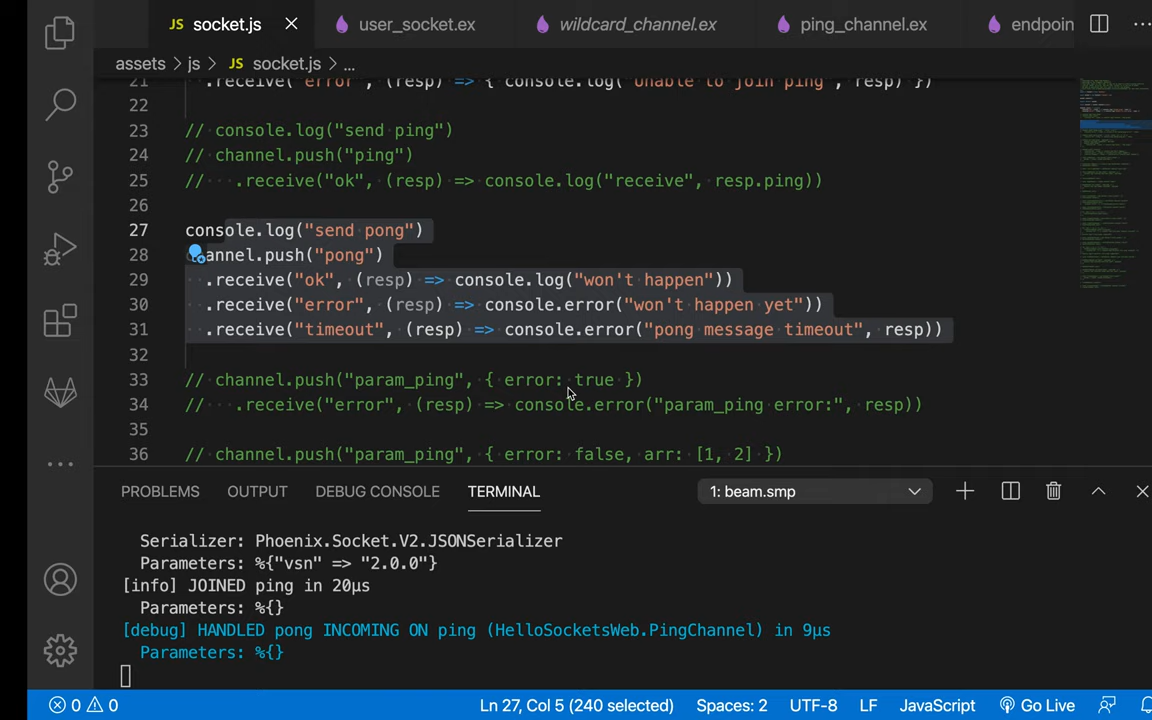 JS socket.js
user_socket.ex
wildcard_channel.ex
ping_channel.ex
endpoin
assets > js > JS socket.js > ...
21 .receive("error", (resp) => { console.log("Unable to join ping", resp) })
22
23 // console.log("send ping")
24 // channel.push("ping")
25 //   .receive("ok", (resp) => console.log("receive", resp.ping))
26
27 console.log("send pong")
28 annel.push("pong")
29 .receive("ok", (resp) => console.log("won't happen"))
30 .receive("error", (resp) => console.error("won't happen yet"))
31 .receive("timeout", (resp) => console.error("pong message timeout", resp))
32
33 // channel.push("param_ping", { error: true })
34 //   .receive("error", (resp) => console.error("param_ping error:", resp))
35
36 // channel.push("param_ping", { error: false, arr: [1, 2] })
PROBLEMS OUTPUT DEBUG CONSOLE TERMINAL 1: beam.smp
Serializer: Phoenix.Socket.V2.JSONSerializer
Parameters: %{"vsn" => "2.0.0"}
[info] JOINED ping in 20μs
Parameters: %{}
[debug] HANDLED pong INCOMING ON ping (HelloSocketsWeb.PingChannel) in 9μs
Parameters: %{}
0 0 Ln 27, Col 5 (240 selected) Spaces: 2 UTF-8 LF JavaScript Go Live